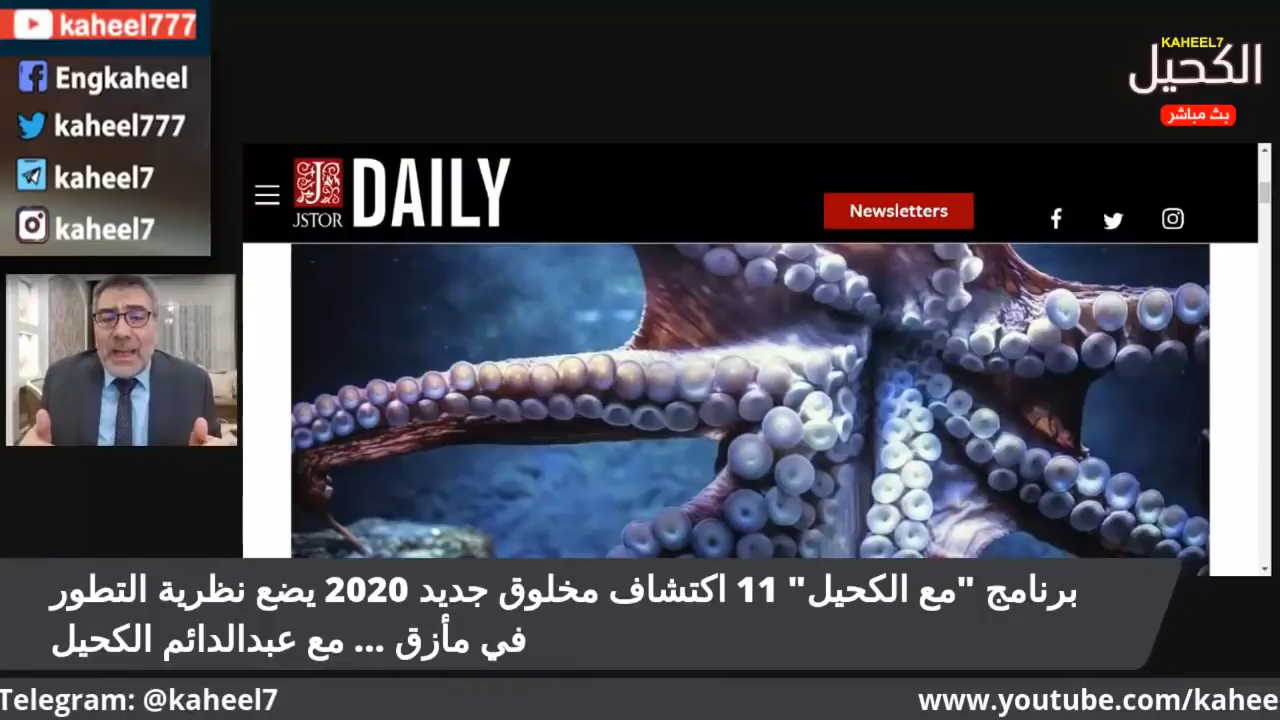 kaheel777
Engkaheel
kaheel777
kaheel7
kaheel7
KAHEEL7
الكحيل
بث مباشر
JSTOR
DAILY
Newsletters
برنامج "مع الكحيل" 11 اكتشاف مخلوق جديد 2020 يضع نظرية التطور
في مأزق ... مع عبدالدائم الكحيل
Telegram: @kaheel7
www.youtube.com/kahee